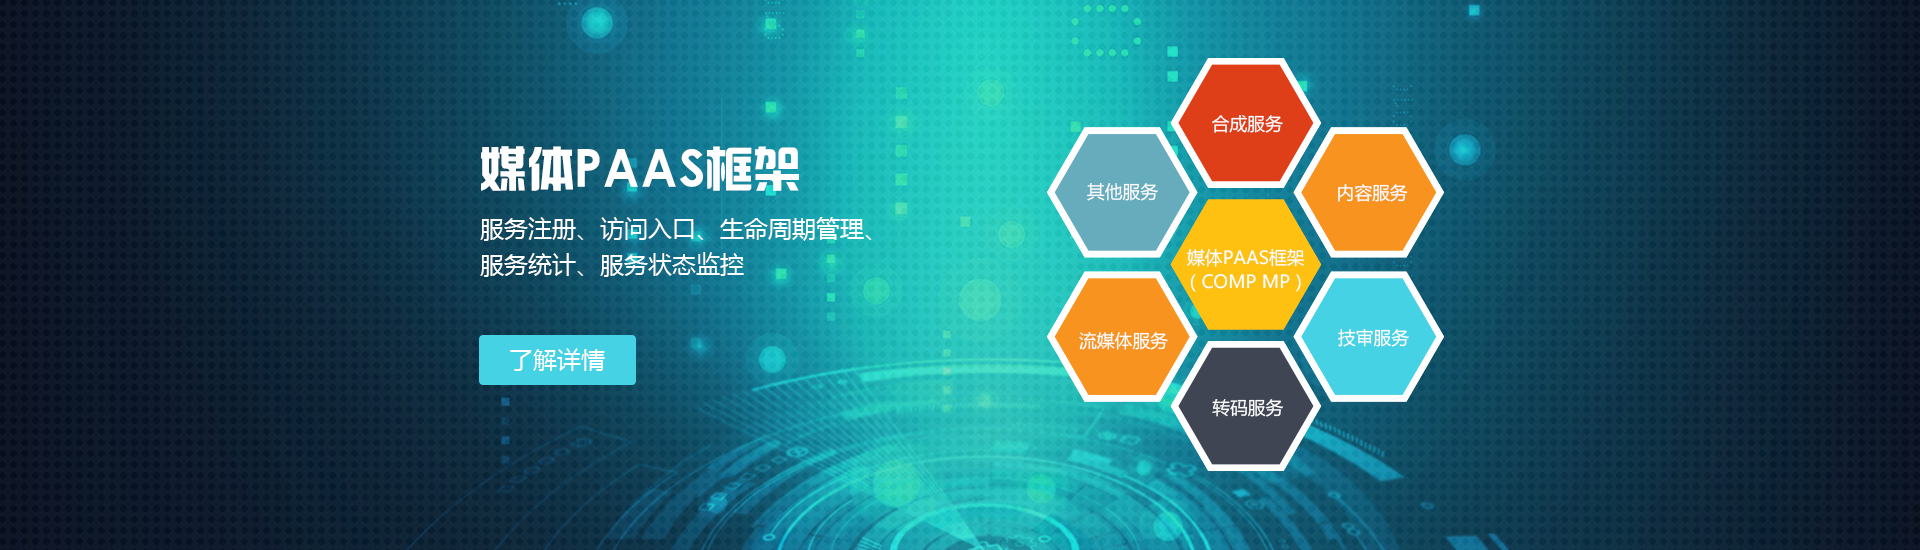 媒体PAAS框架
服务注册、访问入口、生命周期管理、
服务统计、服务状态监控
了解详情
合成服务
其他服务
内容服务
媒体PAAS框架
（COMP MP）
流媒体服务
技审服务
转码服务